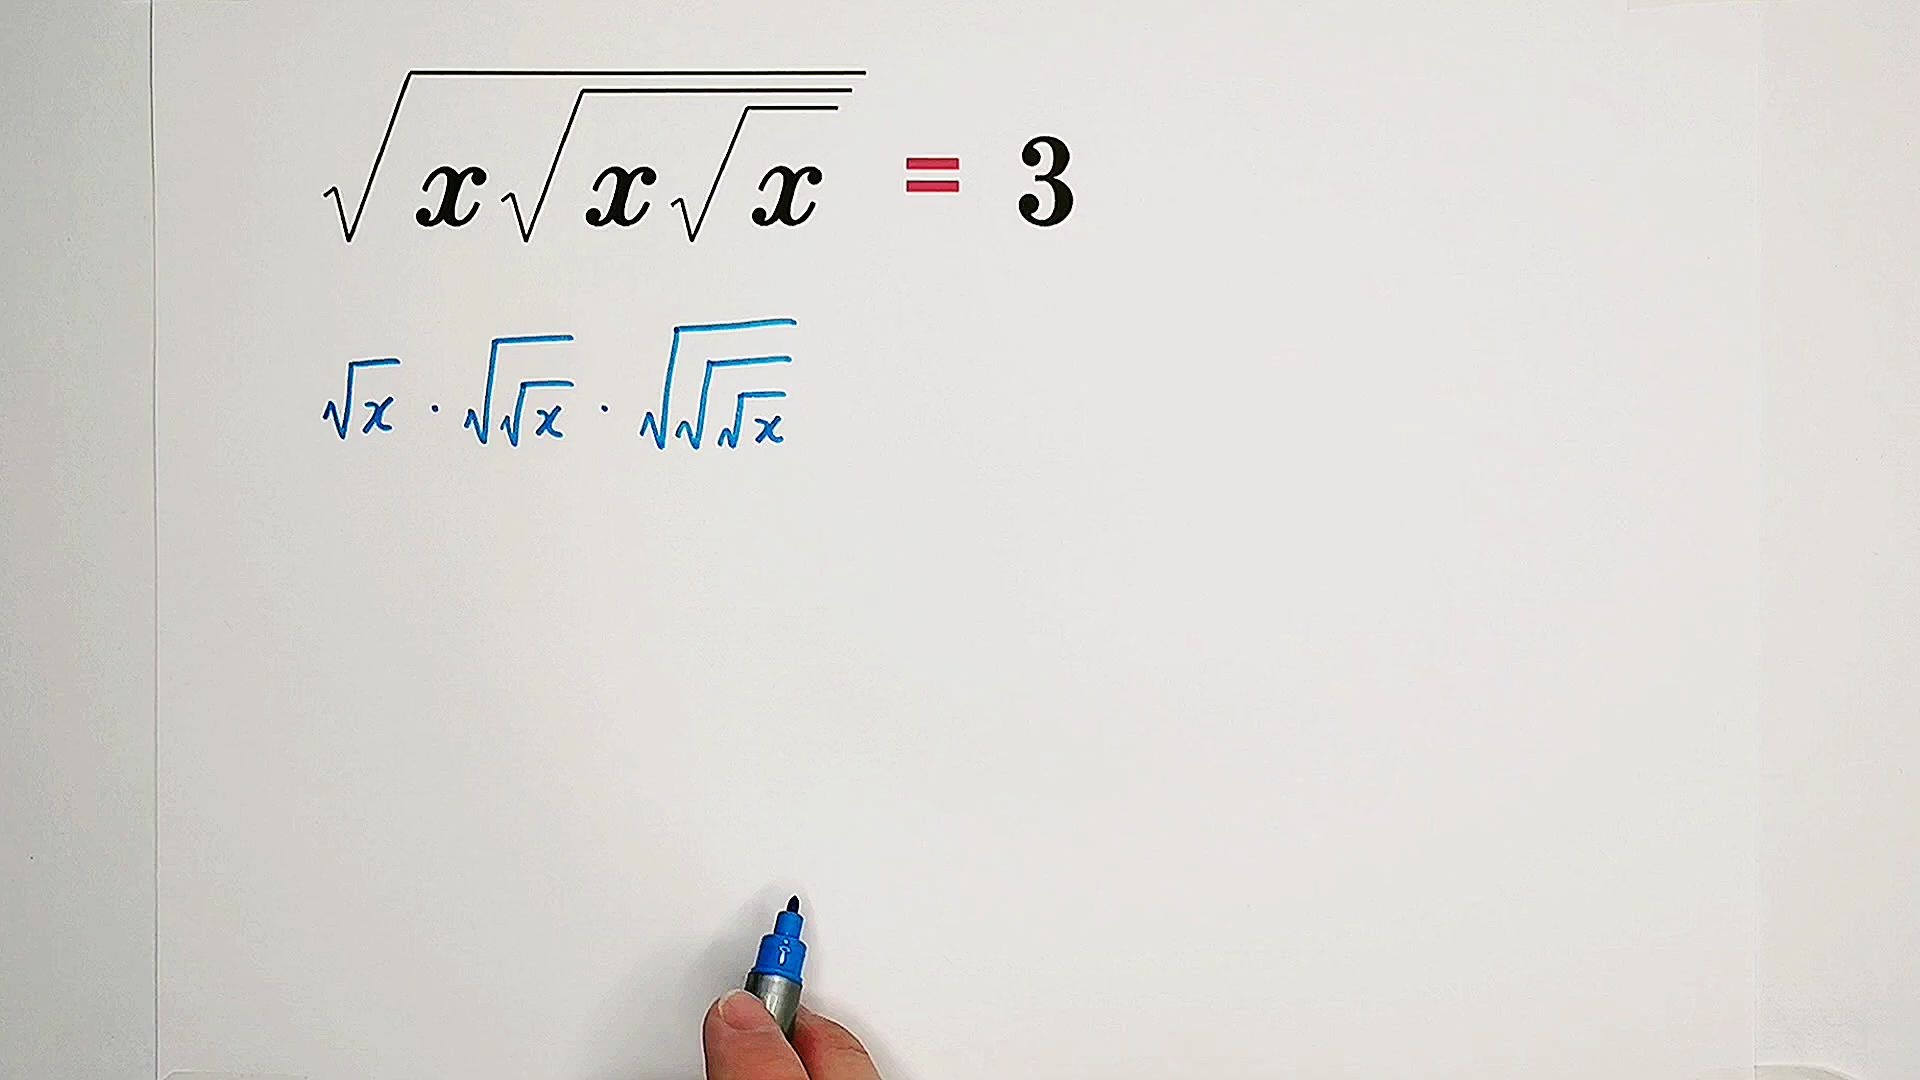 √(x√(x√x)) = 3
√x · √√x · √√√x